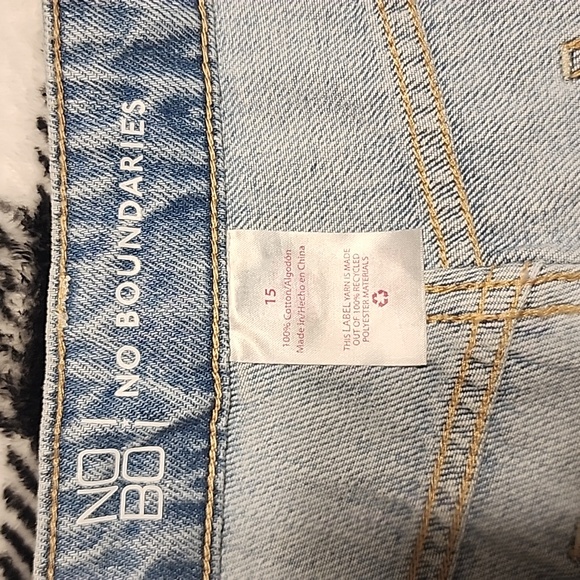 NO
BO
NO BOUNDARIES
15
100% Cotton/Algodón
Made in/Hecho en China
THIS LABEL YARN IS MADE
OUT OF 100% RECYCLED
POLYESTER MATERIALS